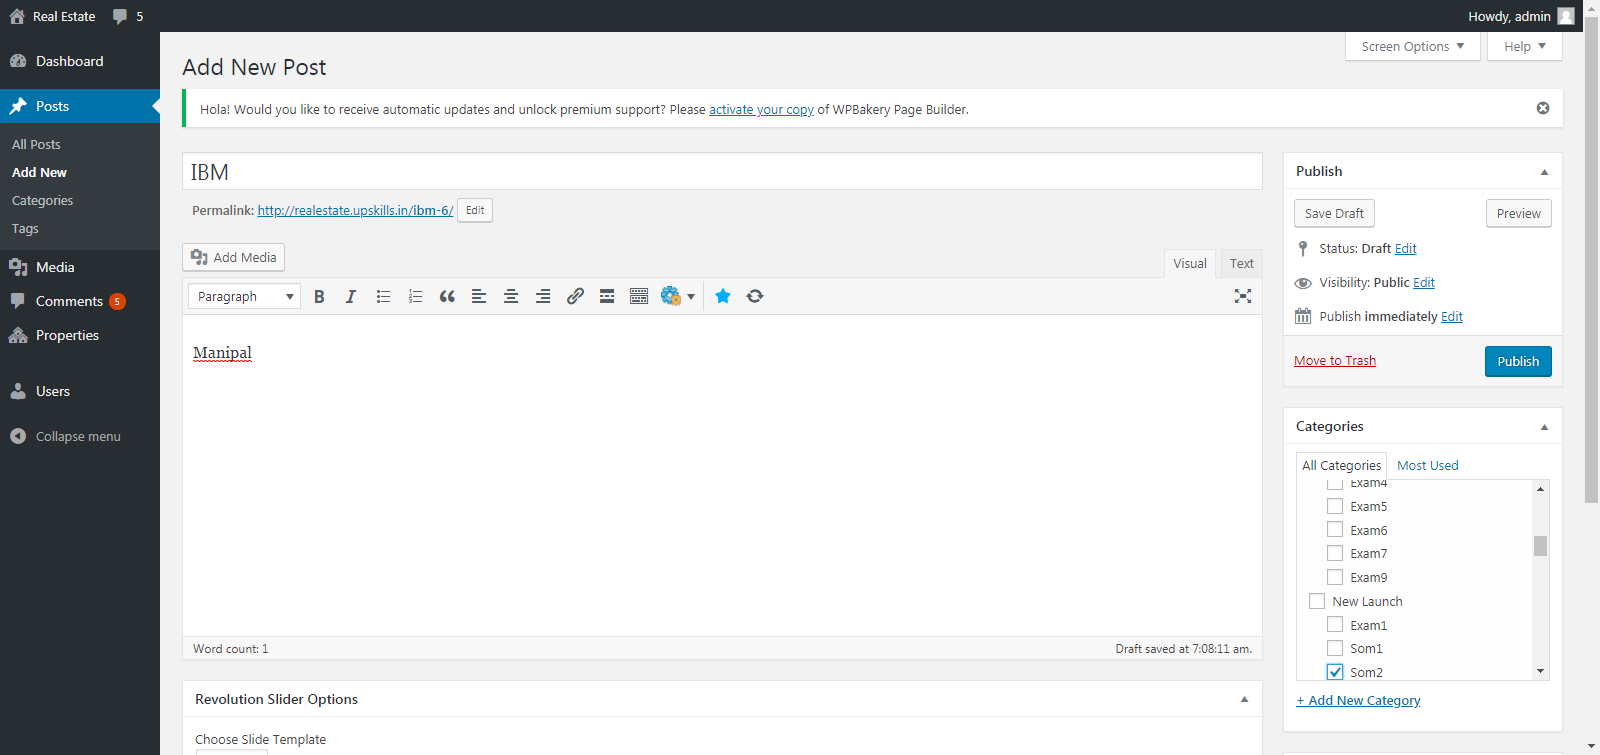 Real Estate 5 Howdy, admin
Screen Options Help
Dashboard
Posts
All Posts
Add New
Categories
Tags
Media
Comments 5
Properties
Users
Collapse menu
Add New Post
Hola! Would you like to receive automatic updates and unlock premium support? Please activate your copy of WPBakery Page Builder.
IBM
Permalink: http://realestate.upskills.in/ibm-6/ Edit
Add Media
Visual Text
Paragraph B I
Manipal
Word count: 1 Draft saved at 7:08:11 am.
Revolution Slider Options
Choose Slide Template
Publish
Save Draft Preview
Status: Draft Edit
Visibility: Public Edit
Publish immediately Edit
Move to Trash Publish
Categories
All Categories Most Used
Exam4
Exam5
Exam6
Exam7
Exam9
New Launch
Exam1
Som1
Som2
+ Add New Category